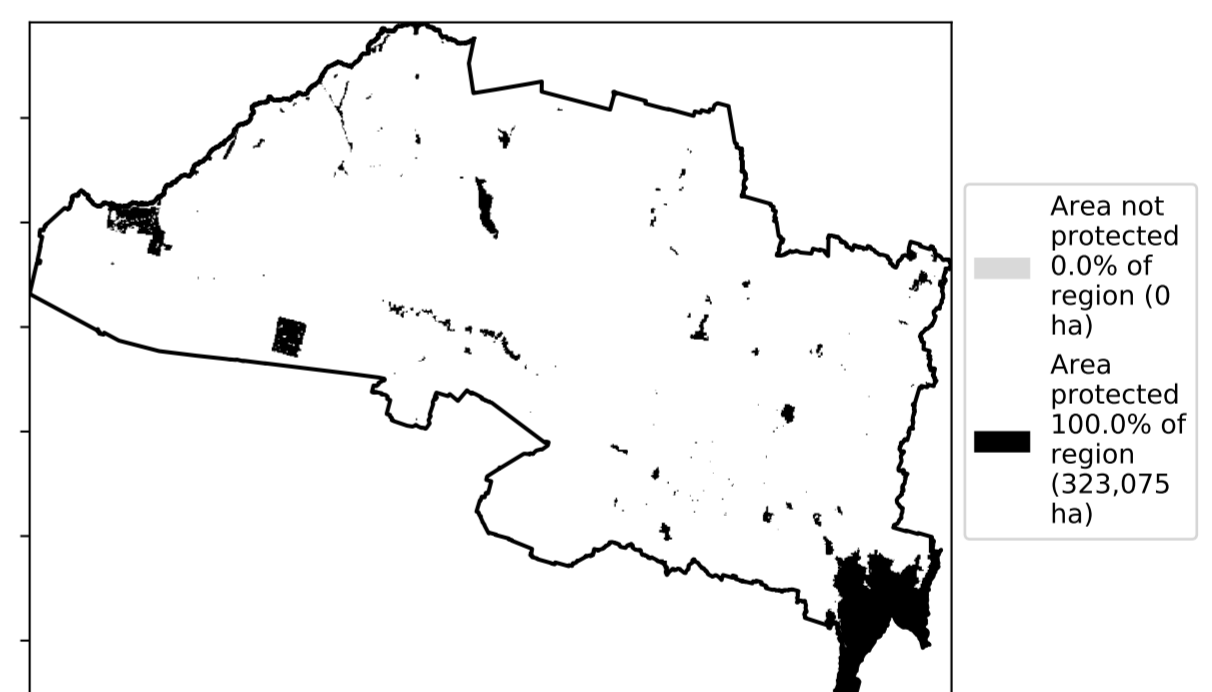 Area not
protected
0.0% of
region (0
ha)
Area
protected
100.0% of
region
(323,075
ha)